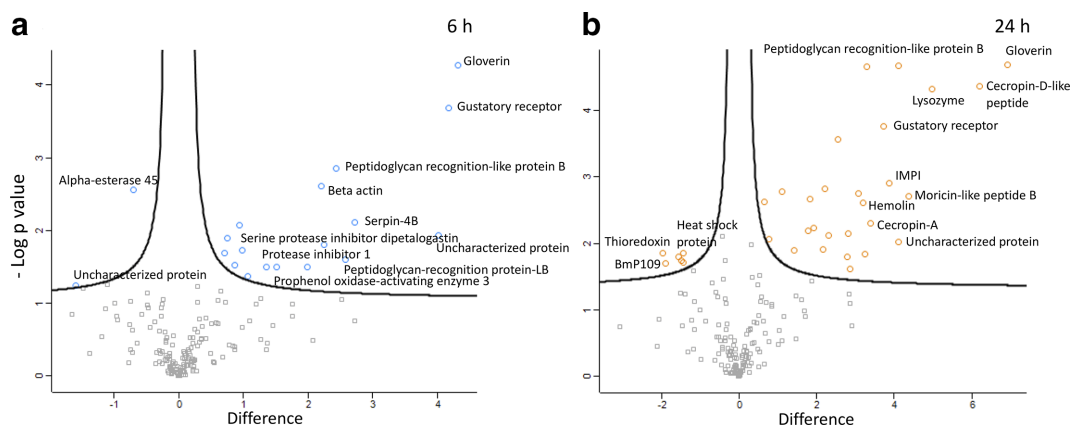 a
6 h
Gloverin
4
Gustatory receptor
3
Peptidoglycan recognition-like protein B
Alpha-esterase 45
Beta actin
Serpin-4B
2
Serine protease inhibitor dipetalogastin
Uncharacterized protein
Protease inhibitor 1
Peptidoglycan-recognition protein-LB
Uncharacterized protein
Prophenol oxidase-activating enzyme 3
1
0
- Log p value
-1
0
1
2
3
4
Difference
b
24 h
Peptidoglycan recognition-like protein B
Gloverin
Cecropin-D-like
peptide
Lysozyme
4
Gustatory receptor
IMPI
3
Moricin-like peptide B
Hemolin
Heat shock
protein
Cecropin-A
Thioredoxin
Uncharacterized protein
2
BmP109
1
0
-2
0
2
4
6
Difference